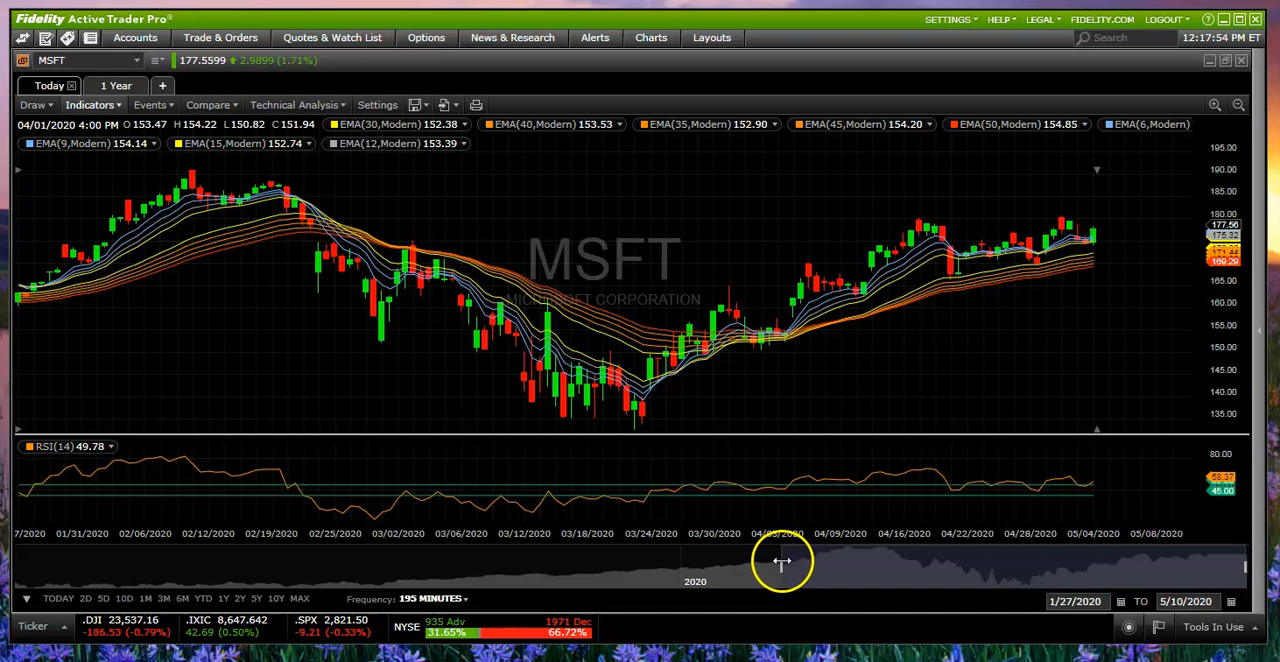 Fidelity Active Trader Pro®
SETTINGS HELP LEGAL FIDELITY.COM LOGOUT ?
Accounts Trade & Orders Quotes & Watch List Options News & Research Alerts Charts Layouts Search 12:17:54 PM ET
MSFT 177.5599 2.9899 (1.71%)
Today 1 Year +
Draw Indicators Events Compare Technical Analysis Settings
04/01/2020 4:00 PM O 153.47 H 154.22 L 150.82 C 151.94 EMA(30,Modern) 152.38 EMA(40,Modern) 153.53 EMA(35,Modern) 152.90 EMA(45,Modern) 154.20 EMA(50,Modern) 154.85 EMA(6,Modern)
EMA(9,Modern) 154.14 EMA(15,Modern) 152.74 EMA(12,Modern) 153.39
195.00
190.00
185.00
180.00
177.56
175.32
169.29
165.00
160.00
155.00
150.00
145.00
140.00
135.00
MSFT
MICROSOFT CORPORATION
RSI(14) 49.78
80.00
58.37
45.00
7/2020 01/31/2020 02/06/2020 02/12/2020 02/19/2020 02/25/2020 03/02/2020 03/06/2020 03/12/2020 03/18/2020 03/24/2020 03/30/2020 04/03/2020 04/09/2020 04/16/2020 04/22/2020 04/28/2020 05/04/2020 05/08/2020
2020
TODAY 2D 5D 10D 1M 3M 6M YTD 1Y 2Y 5Y 10Y MAX Frequency: 195 MINUTES 1/27/2020 TO 5/10/2020
Ticker .DJI 23,537.16 .IXIC 8,647.642 .SPX 2,821.50 NYSE 935 Adv 1971 Dec Tools In Use
-186.53 (-0.79%) 42.69 (0.50%) -9.21 (-0.33%) 31.65% 66.72%